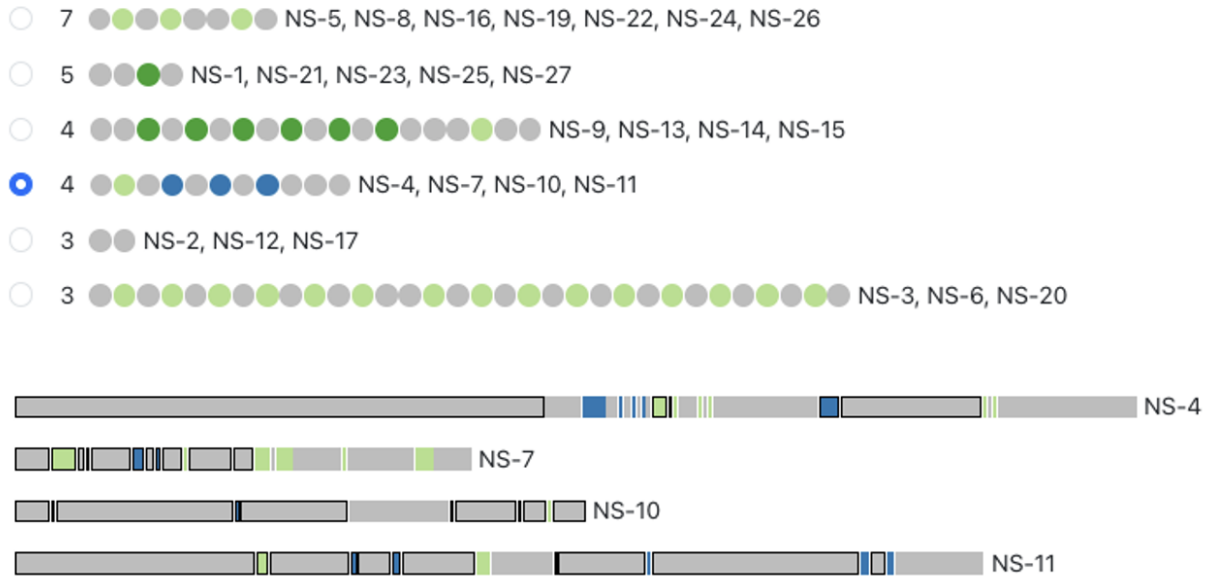 7 NS-5, NS-8, NS-16, NS-19, NS-22, NS-24, NS-26
5 NS-1, NS-21, NS-23, NS-25, NS-27
4 NS-9, NS-13, NS-14, NS-15
4 NS-4, NS-7, NS-10, NS-11
3 NS-2, NS-12, NS-17
3 NS-3, NS-6, NS-20
NS-4
NS-7
NS-10
NS-11